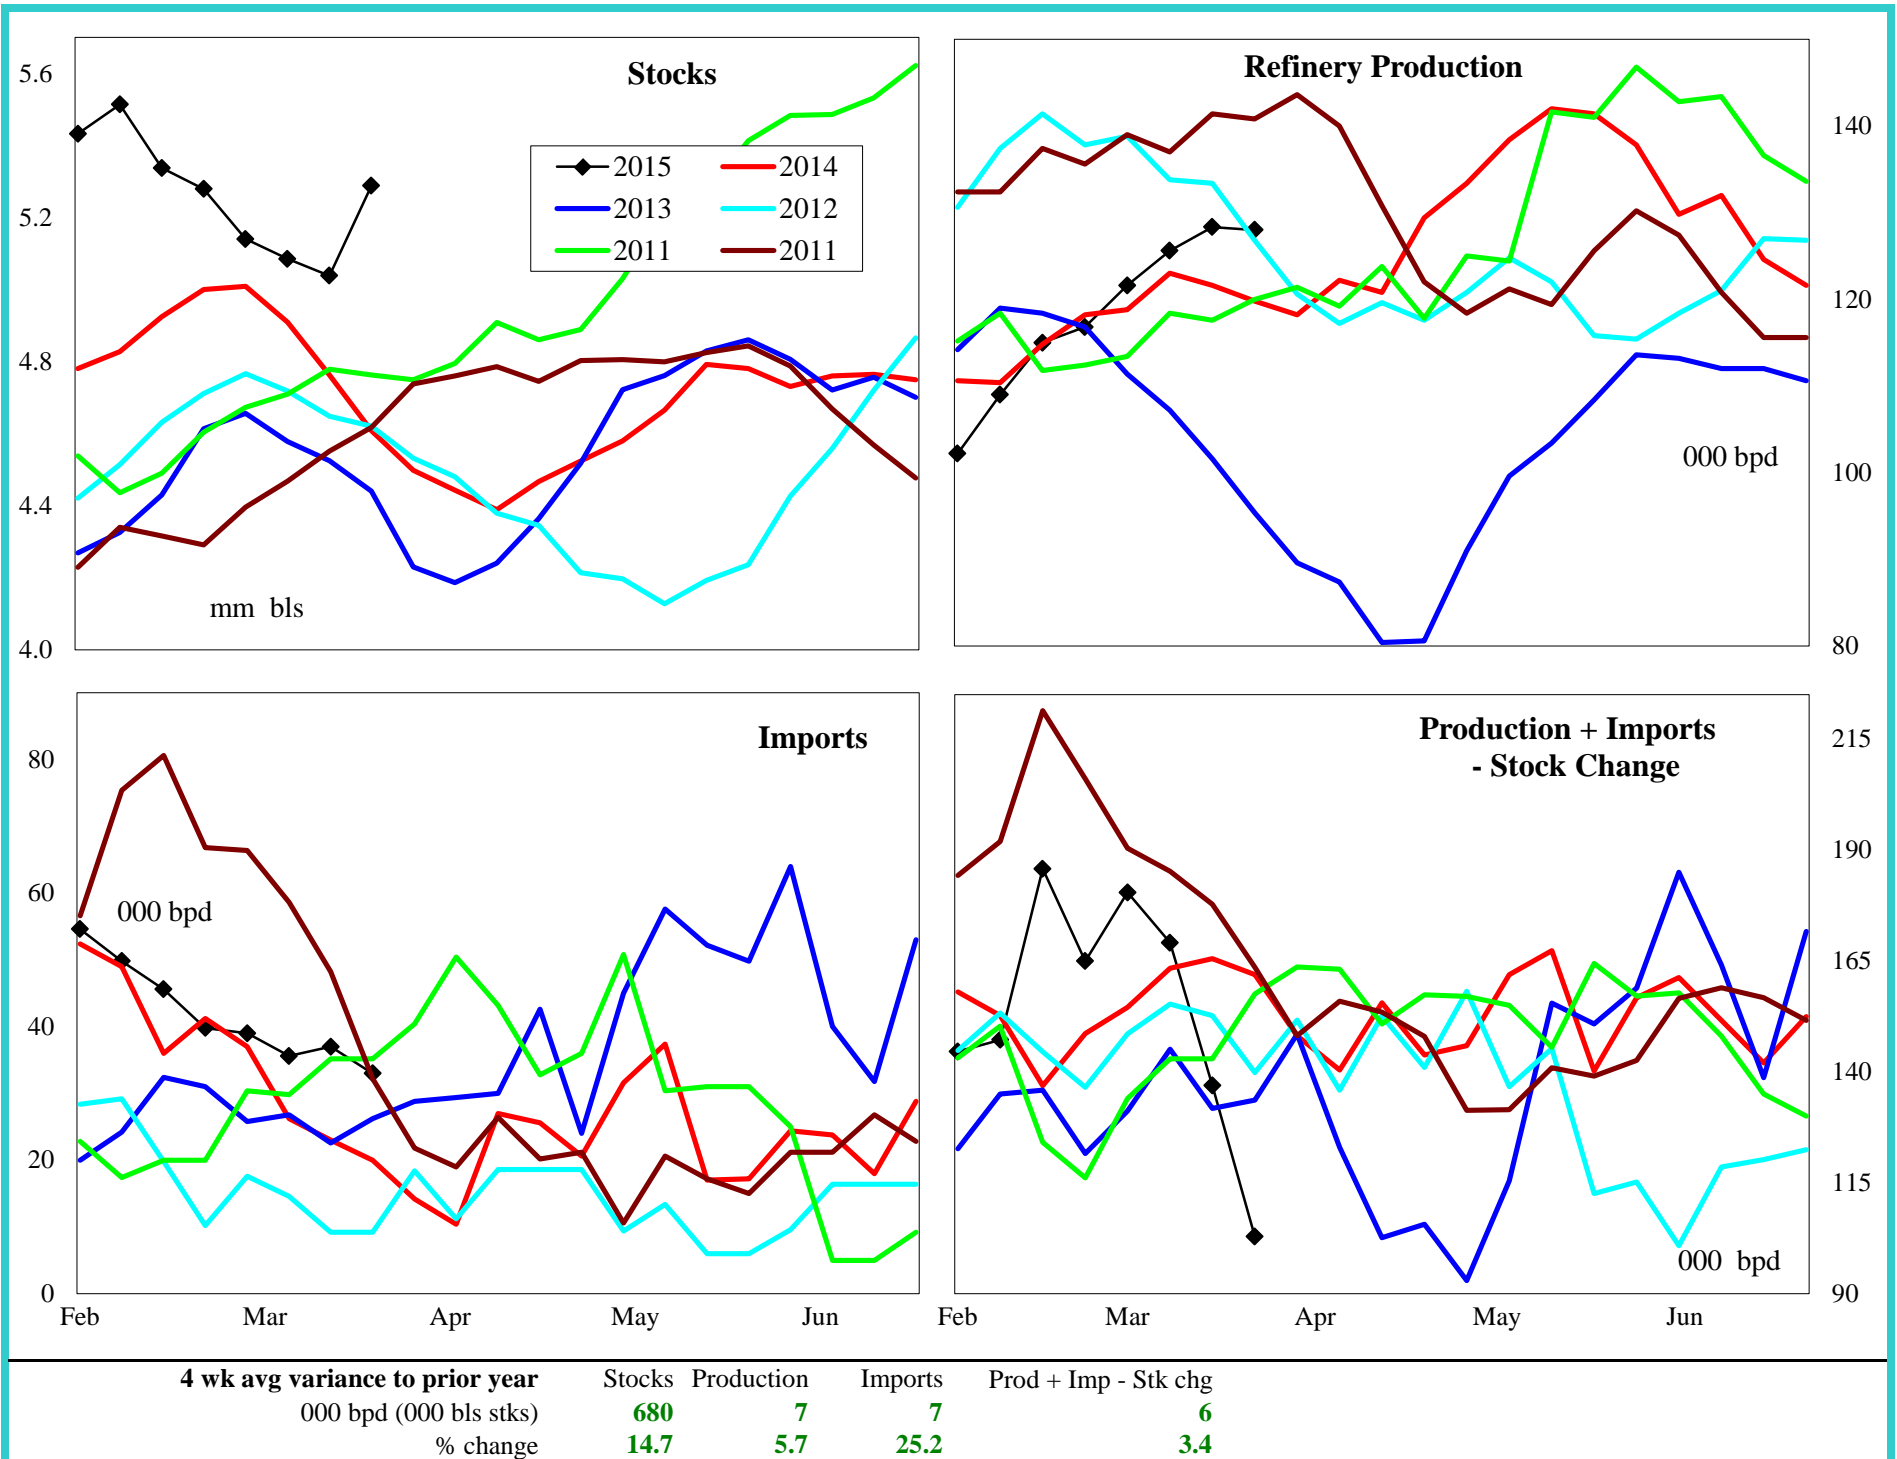 Stocks
5.6
5.2
4.8
4.4
4.0
2015
2014
2013
2012
2011
2011
mm bls
Refinery Production
140
120
100
80
000 bpd
Imports
80
60
40
20
0
000 bpd
Feb Mar Apr May Jun
Production + Imports
- Stock Change
215
190
165
140
115
90
000 bpd
Feb Mar Apr May Jun
4 wk avg variance to prior year Stocks Production Imports Prod + Imp - Stk chg
000 bpd (000 bls stks) 680 7 7 6
% change 14.7 5.7 25.2 3.4